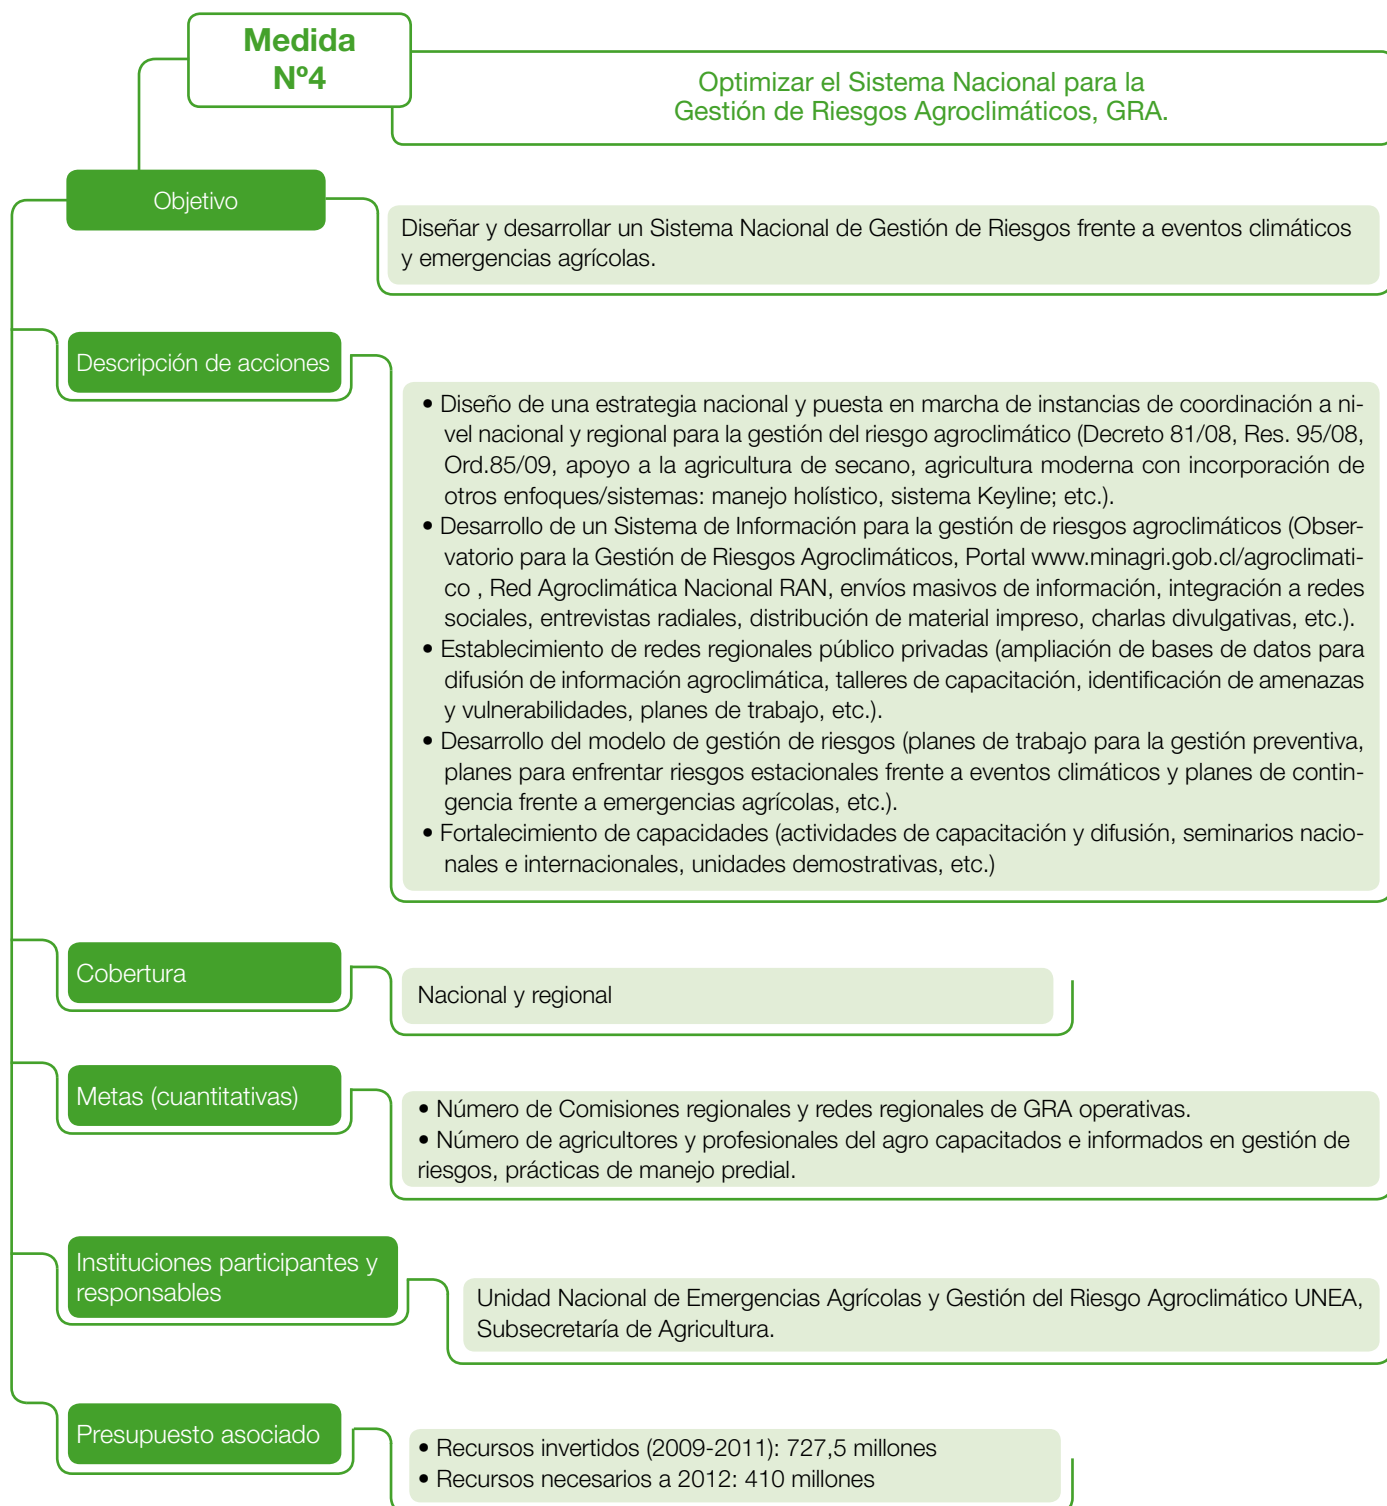 Medida
Nº4
Optimizar el Sistema Nacional para la
Gestión de Riesgos Agroclimáticos, GRA.
Objetivo
Diseñar y desarrollar un Sistema Nacional de Gestión de Riesgos frente a eventos climáticos
y emergencias agrícolas.
Descripción de acciones
• Diseño de una estrategia nacional y puesta en marcha de instancias de coordinación a ni-
vel nacional y regional para la gestión del riesgo agroclimático (Decreto 81/08, Res. 95/08,
Ord.85/09, apoyo a la agricultura de secano, agricultura moderna con incorporación de
otros enfoques/sistemas: manejo holístico, sistema Keyline; etc.).
• Desarrollo de un Sistema de Información para la gestión de riesgos agroclimáticos (Obser-
vatorio para la Gestión de Riesgos Agroclimáticos, Portal www.minagri.gob.cl/agroclimati-
co , Red Agroclimática Nacional RAN, envíos masivos de información, integración a redes
sociales, entrevistas radiales, distribución de material impreso, charlas divulgativas, etc.).
• Establecimiento de redes regionales público privadas (ampliación de bases de datos para
difusión de información agroclimática, talleres de capacitación, identificación de amenazas
y vulnerabilidades, planes de trabajo, etc.).
• Desarrollo del modelo de gestión de riesgos (planes de trabajo para la gestión preventiva,
planes para enfrentar riesgos estacionales frente a eventos climáticos y planes de contin-
gencia frente a emergencias agrícolas, etc.).
• Fortalecimiento de capacidades (actividades de capacitación y difusión, seminarios nacio-
nales e internacionales, unidades demostrativas, etc.)
Cobertura
Nacional y regional
Metas (cuantitativas)
• Número de Comisiones regionales y redes regionales de GRA operativas.
• Número de agricultores y profesionales del agro capacitados e informados en gestión de
riesgos, prácticas de manejo predial.
Instituciones participantes y
responsables
Unidad Nacional de Emergencias Agrícolas y Gestión del Riesgo Agroclimático UNEA,
Subsecretaría de Agricultura.
Presupuesto asociado
• Recursos invertidos (2009-2011): 727,5 millones
• Recursos necesarios a 2012: 410 millones